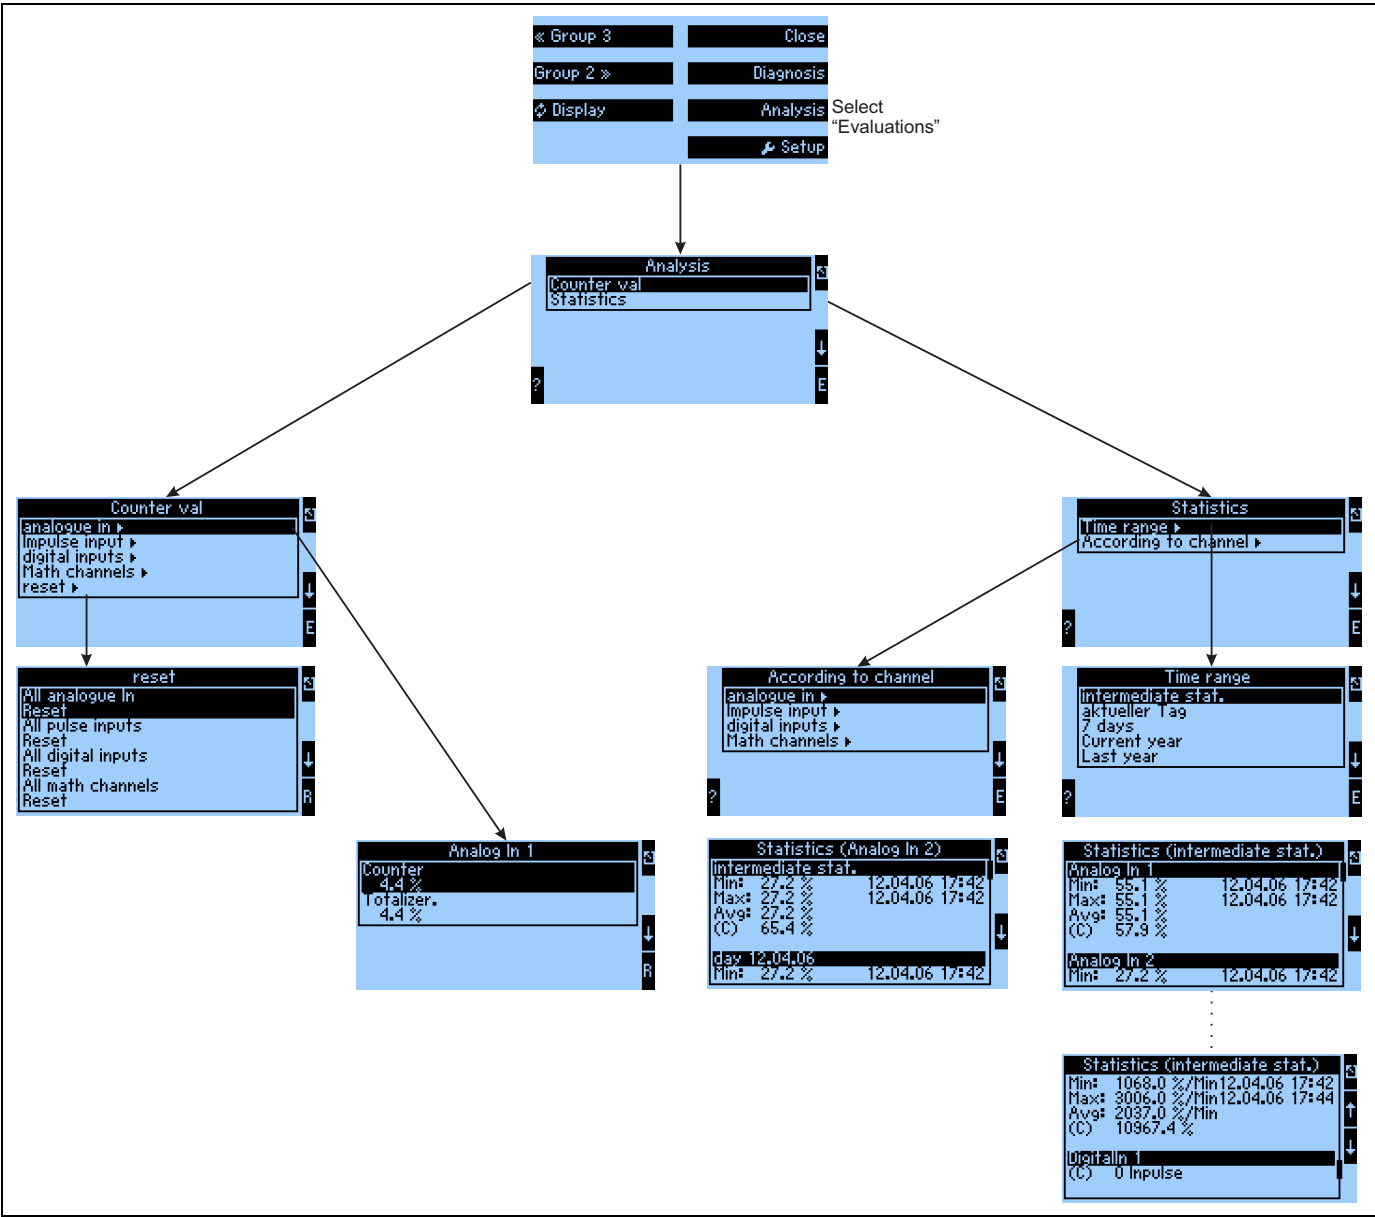 « Group 3 Close
Group 2 » Diagnosis
Display Analysis
Setup
Select
“Evaluations”
Analysis
Counter val
Statistics
?
E
Counter val
analogue in
Impulse input
digital inputs
Math channels
reset
E
reset
All analogue In
Reset
All pulse inputs
Reset
All digital inputs
Reset
All math channels
Reset
R
Analog In 1
Counter
4.4 %
Totalizer.
4.4 %
R
Statistics
Time range
According to channel
?
E
According to channel
analogue in
Impulse input
digital inputs
Math channels
?
E
Time range
intermediate stat.
aktueller Tag
7 days
Current year
Last year
?
E
Statistics (Analog In 2)
intermediate stat.
Min: 27.2 % 12.04.06 17:42
Max: 27.2 % 12.04.06 17:42
Avg: 27.2 %
(C) 65.4 %
day 12.04.06
Min: 27.2 % 12.04.06 17:42
Statistics (intermediate stat.)
Analog In 1
Min: 55.1 % 12.04.06 17:42
Max: 55.1 % 12.04.06 17:42
Avg: 55.1 %
(C) 57.9 %
Analog In 2
Min: 27.2 % 12.04.06 17:42
Statistics (intermediate stat.)
Min: 1068.0 %/Min12.04.06 17:42
Max: 3006.0 %/Min12.04.06 17:44
Avg: 2037.0 %/Min
(C) 10967.4 %
DigitalIn 1
(C) 0 Inpulse